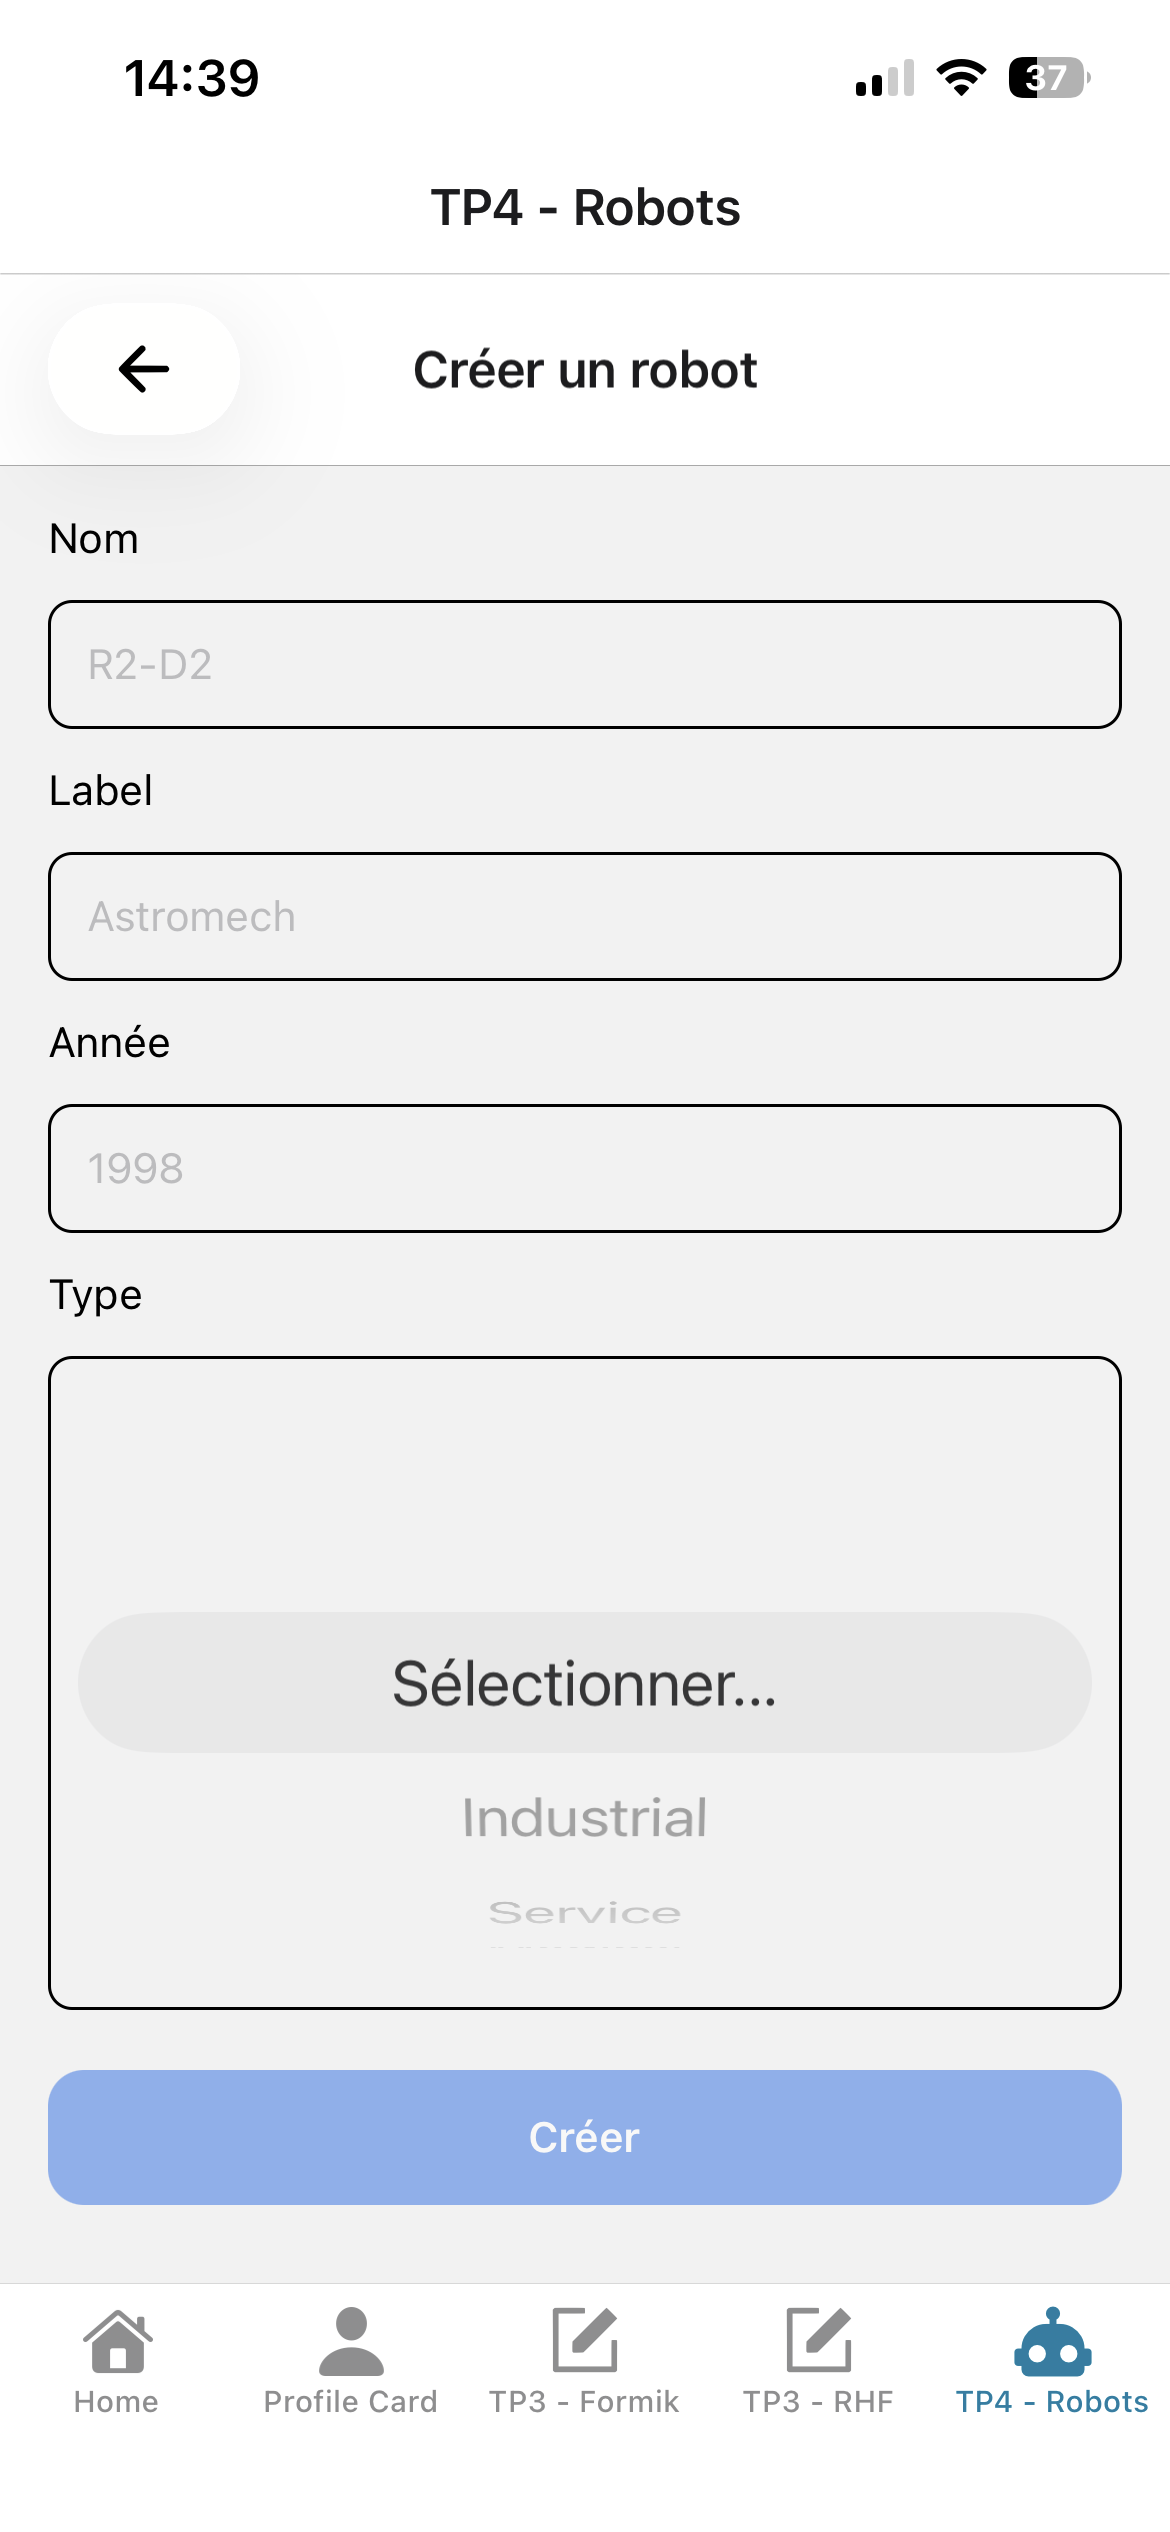 14:39
37
TP4 - Robots
Créer un robot
Nom
R2-D2
Label
Astromech
Année
1998
Type
Sélectionner...
Industrial
Service
Créer
Home
Profile Card
TP3 - Formik
TP3 - RHF
TP4 - Robots